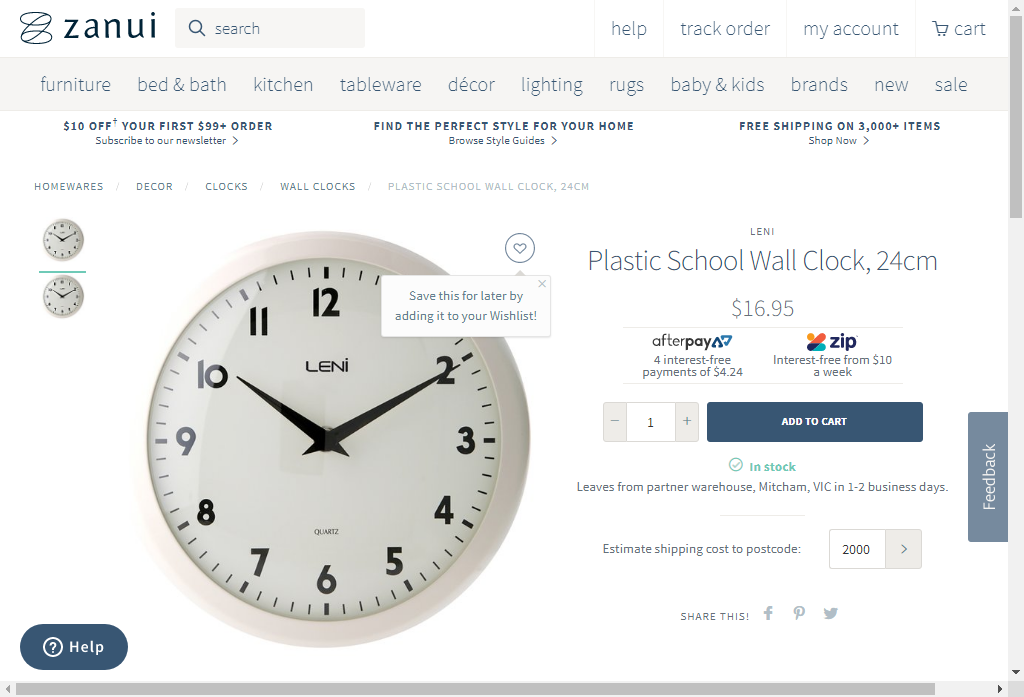 zanui
search
help
track order
my account
cart
furniture
bed & bath
kitchen
tableware
décor
lighting
rugs
baby & kids
brands
new
sale
$10 OFF† YOUR FIRST $99+ ORDER
Subscribe to our newsletter >
FIND THE PERFECT STYLE FOR YOUR HOME
Browse Style Guides >
FREE SHIPPING ON 3,000+ ITEMS
Shop Now >
HOMEWARES / DECOR / CLOCKS / WALL CLOCKS / PLASTIC SCHOOL WALL CLOCK, 24CM
Save this for later by
adding it to your Wishlist!
12
11
LENi
10
2
9
3
8
4
QUARTZ
7
5
6
LENI
Plastic School Wall Clock, 24cm
$16.95
afterpay
4 interest-free
payments of $4.24
zip
Interest-free from $10
a week
− 1 +
ADD TO CART
In stock
Leaves from partner warehouse, Mitcham, VIC in 1-2 business days.
Estimate shipping cost to postcode:
2000
SHARE THIS!
Feedback
Help